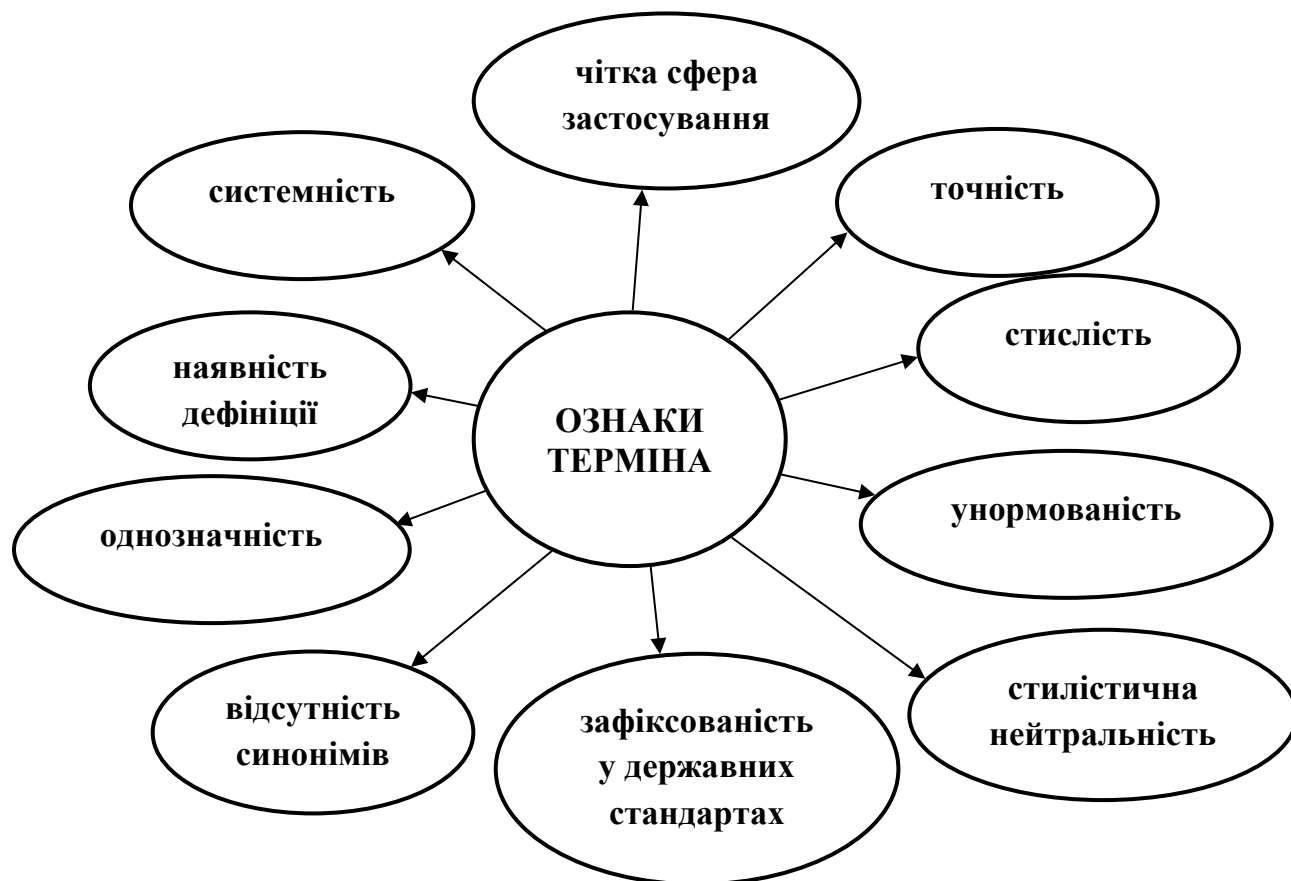 чітка сфера
застосування
системність
точність
стислість
наявність
дефініції
ОЗНАКИ
ТЕРМІНА
унормованість
однозначність
стилістична
нейтральність
відсутність
синонімів
зафіксованість
у державних
стандартах